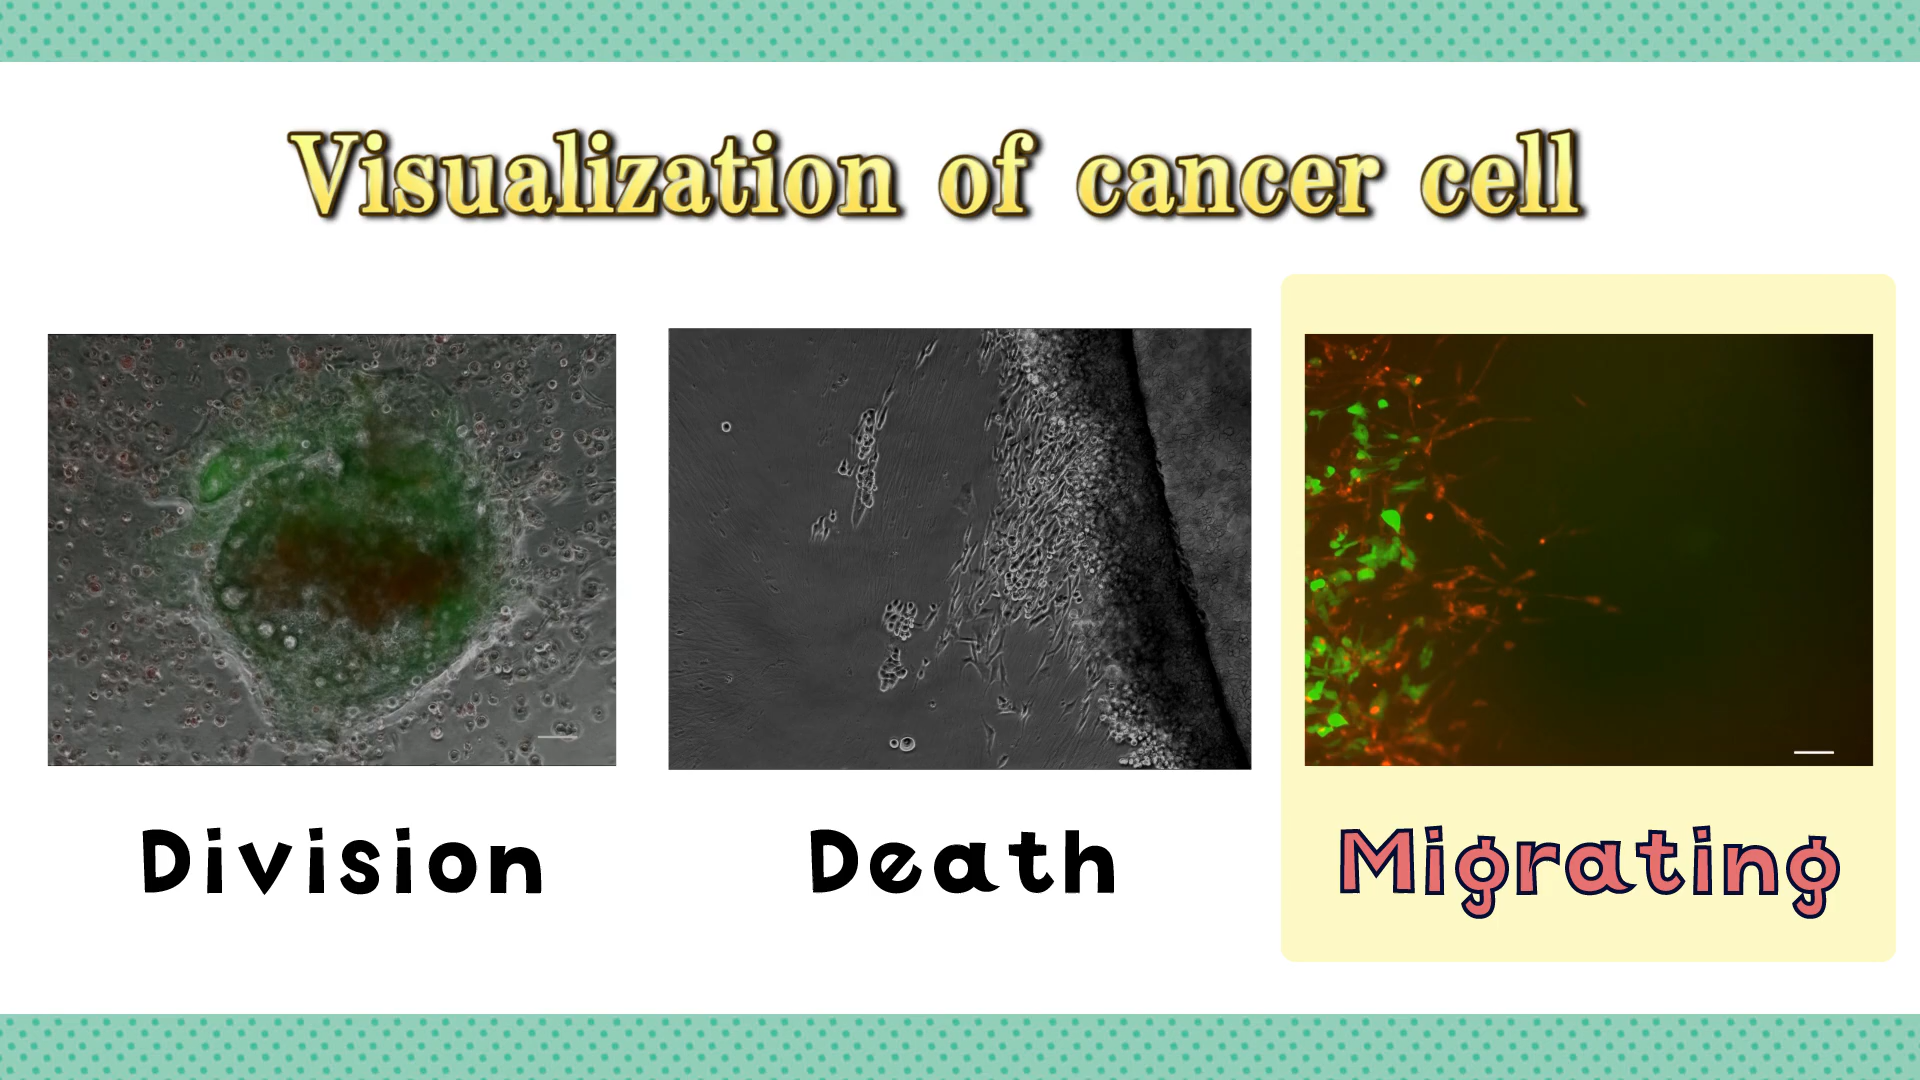 Visualization of cancer cell
Division
Death
Migrating